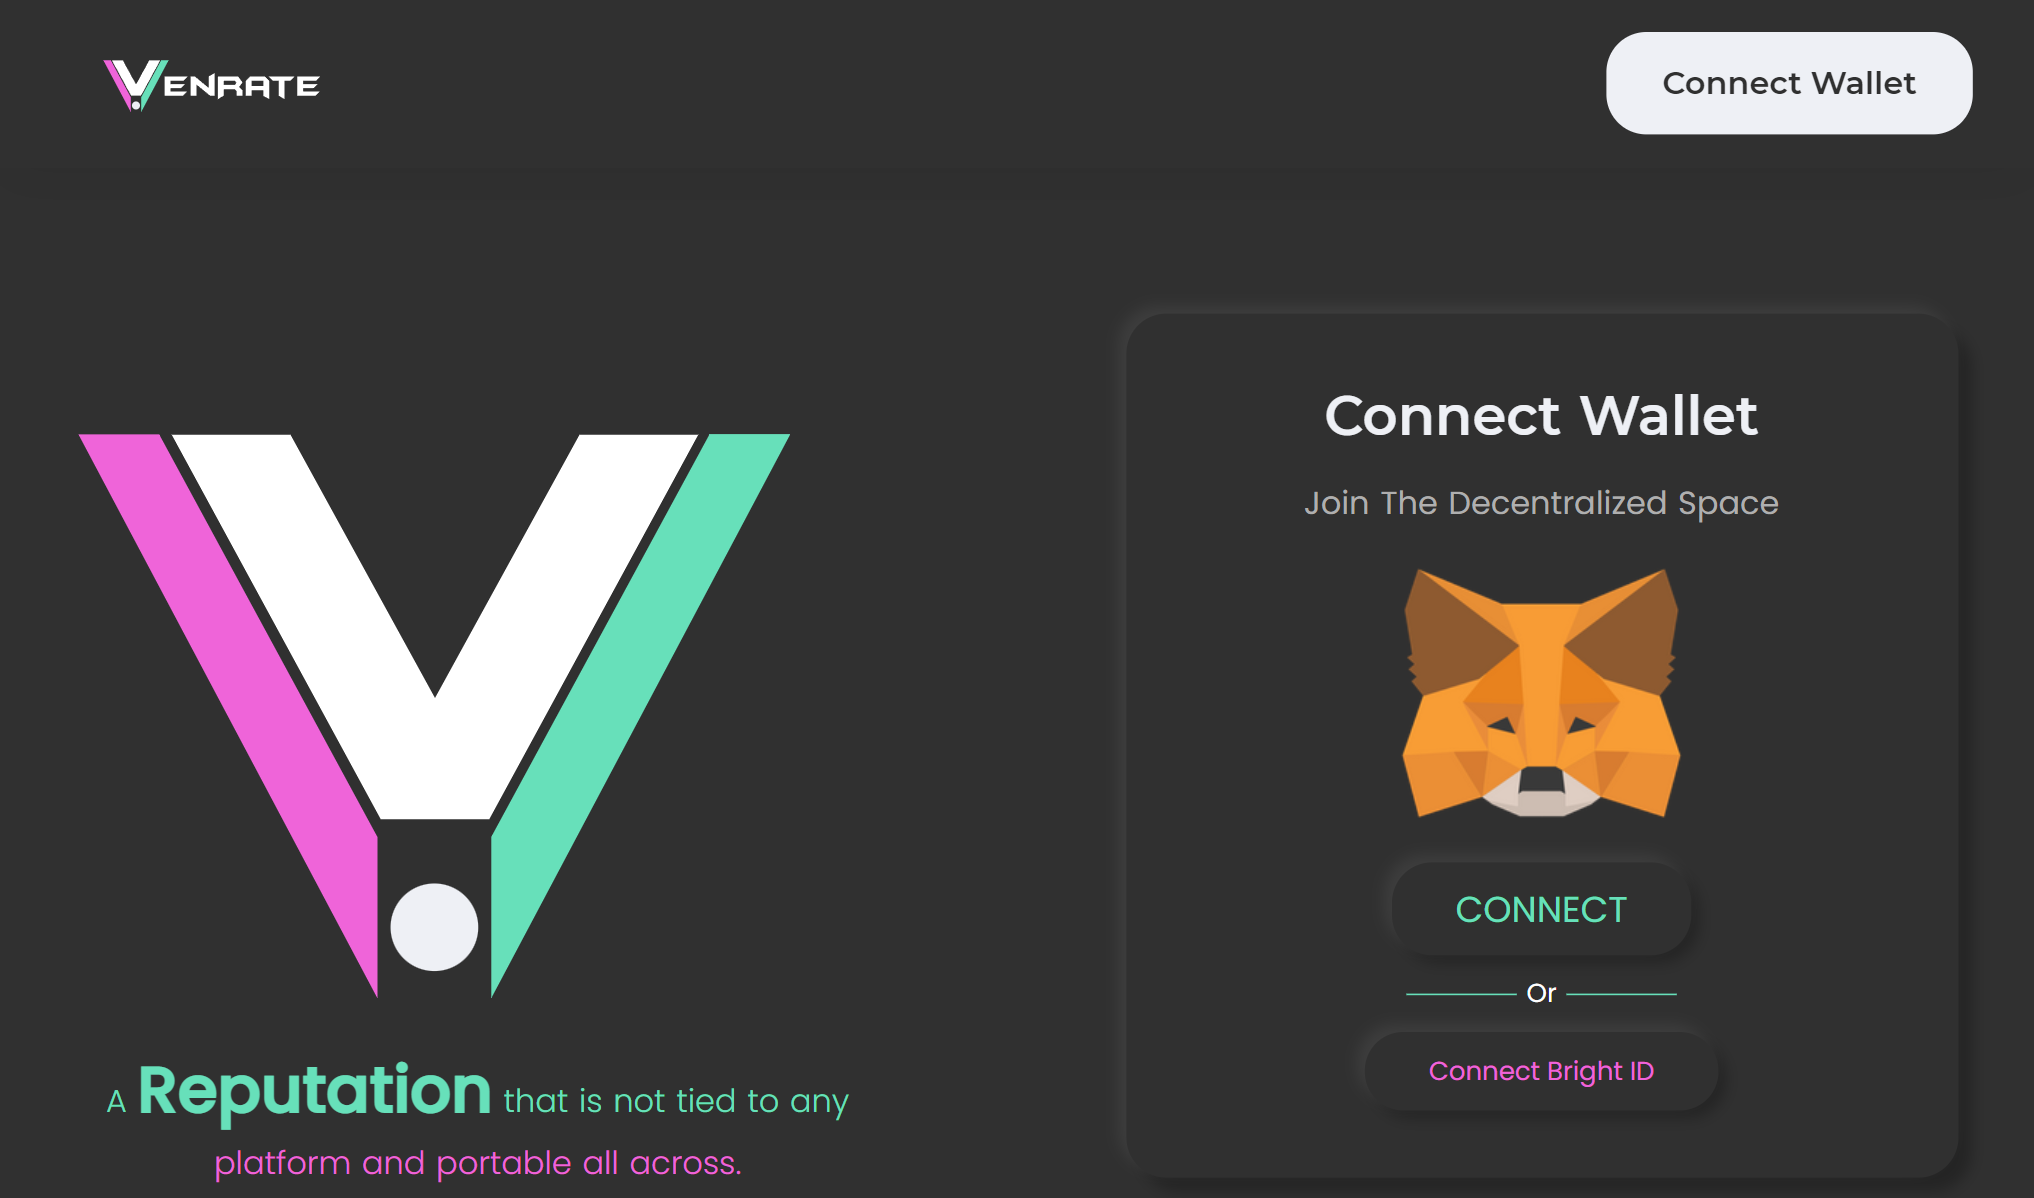 VENRATE
Connect Wallet
Connect Wallet
Join The Decentralized Space
CONNECT
Or
Connect Bright ID
A Reputation that is not tied to any
platform and portable all across.